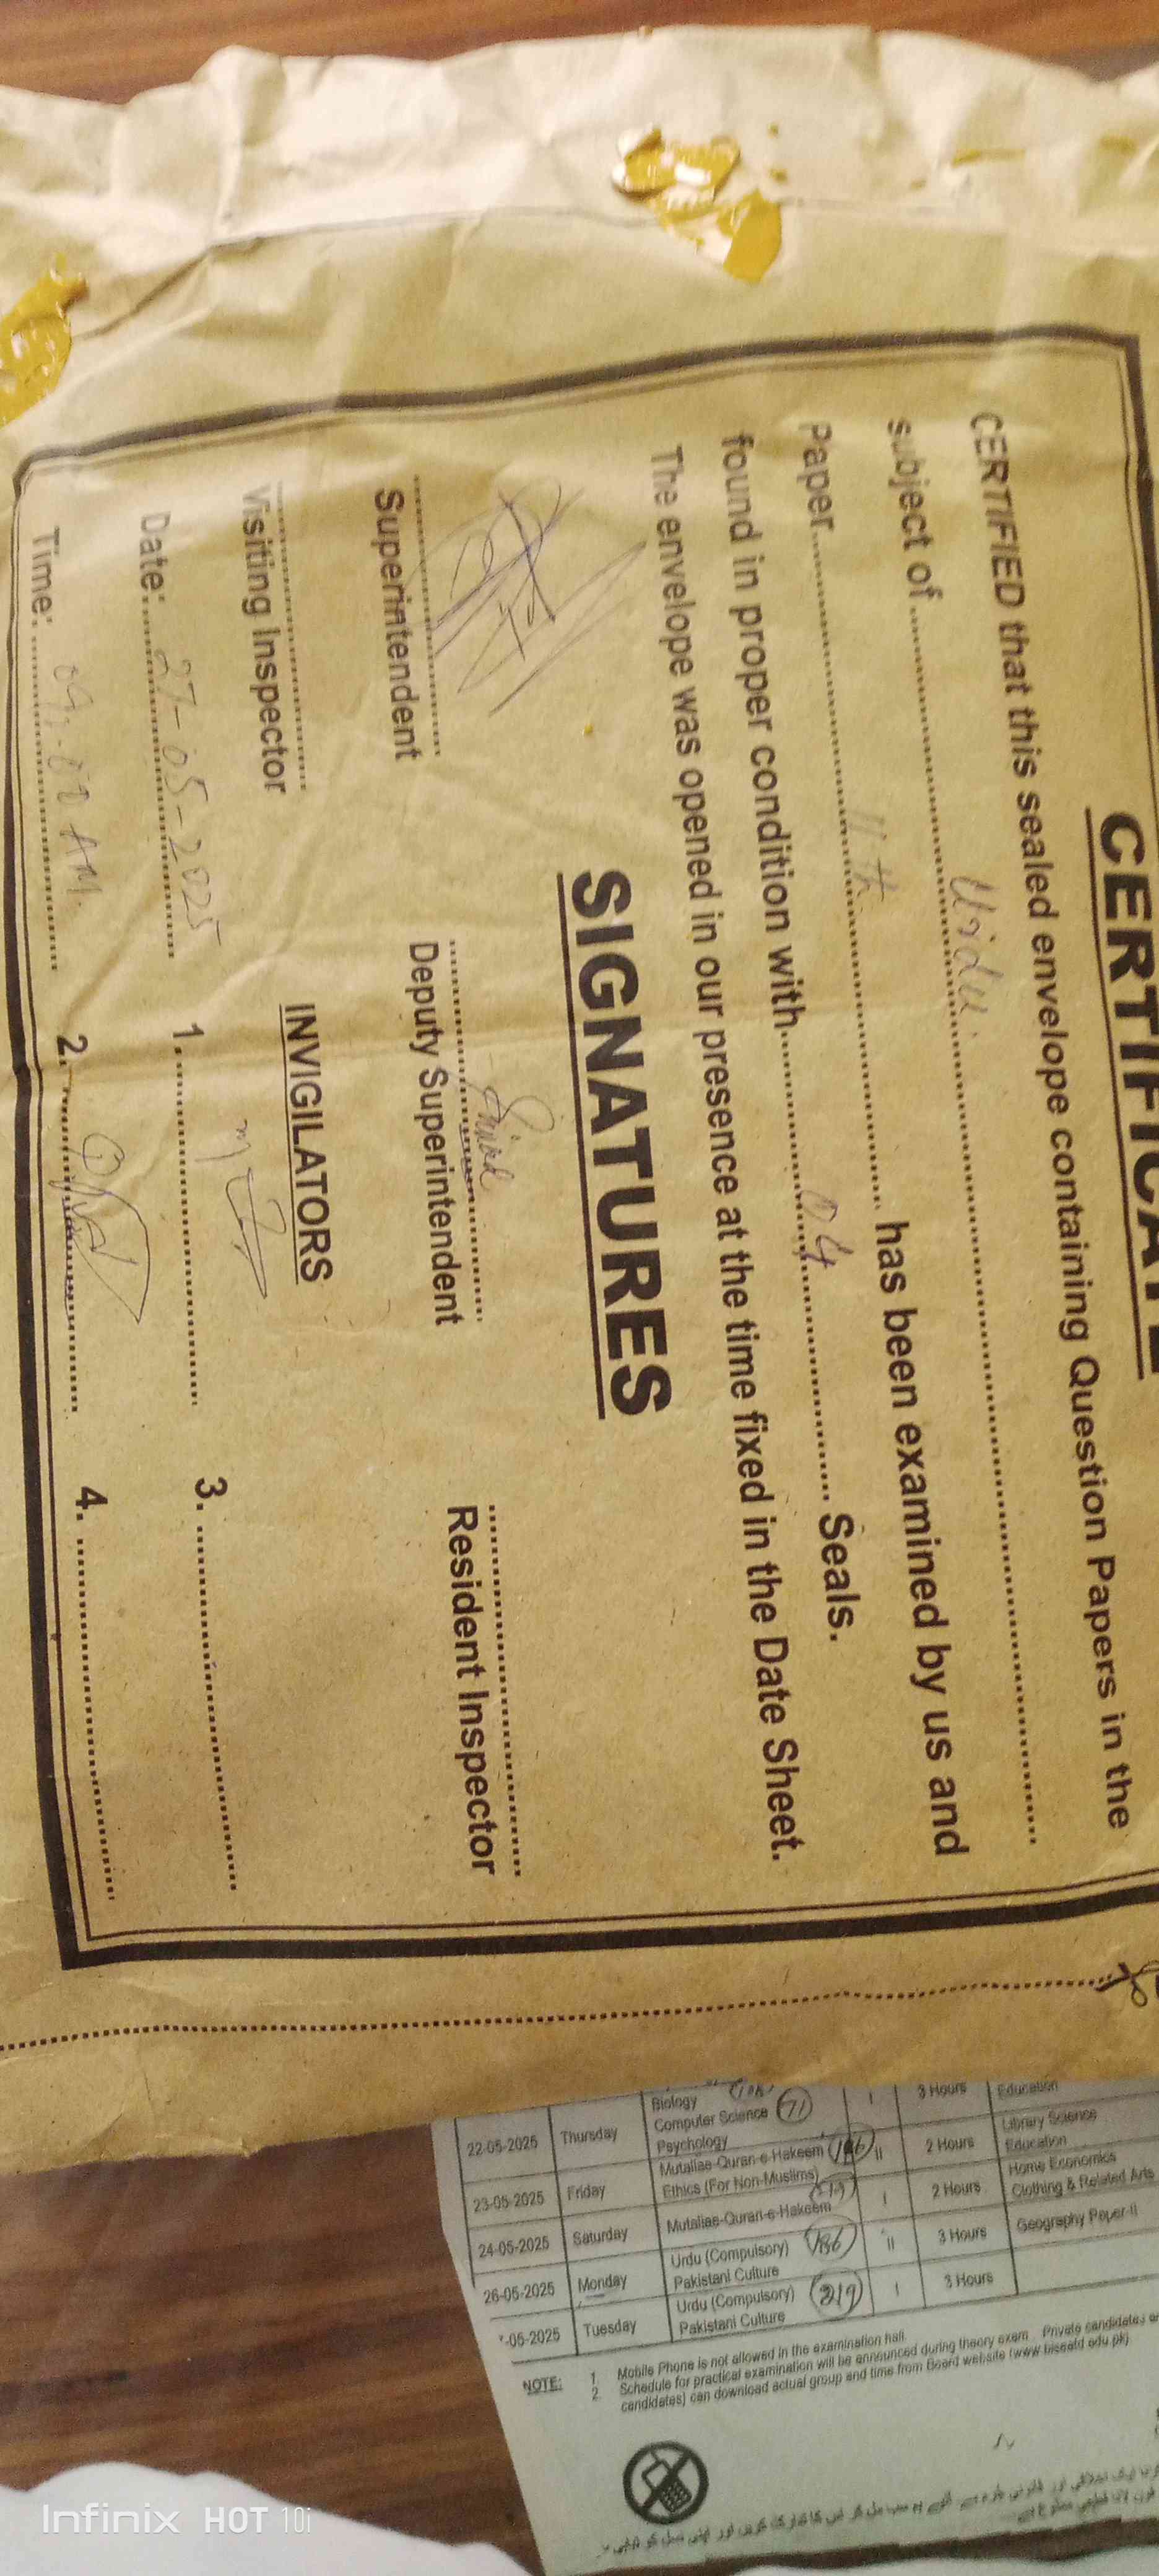 CERTIFICATE
CERTIFIED that this sealed envelope containing Question Papers in the
subject of Urdu
Paper 11th has been examined by us and
found in proper condition with 04 Seals.
The envelope was opened in our presence at the time fixed in the Date Sheet.
SIGNATURES
Superintendent
Deputy Superintendent
Resident Inspector
Visiting Inspector
INVIGILATORS
Date: 27-05-2025
1.
3.
Time:
AM.
2.
4.
Biology
I
3 Hours
Education
22-05-2025 Thursday Computer Science 71
Psychology
Library Science
23-05-2025 Friday Mutaliae-Quran-e-Hakeem 186 II 2 Hours Education
Ethics (For Non-Muslims)
Home Economics
24-05-2025 Saturday Mutaliae-Quran-e-Hakeem 219 I 2 Hours Clothing & Related Arts
26-05-2025 Monday Urdu (Compulsory) 186 II 3 Hours Geography Paper-II
Pakistani Culture
-05-2025 Tuesday Urdu (Compulsory) 219 I 3 Hours
Pakistani Culture
NOTE: 1. Mobile Phone is not allowed in the examination hall.
2. Schedule for practical examination will be announced during theory exam. Private candidates
candidates) can download actual group and time from Board website (www.bisefsd.edu.pk)
Infinix HOT 10i